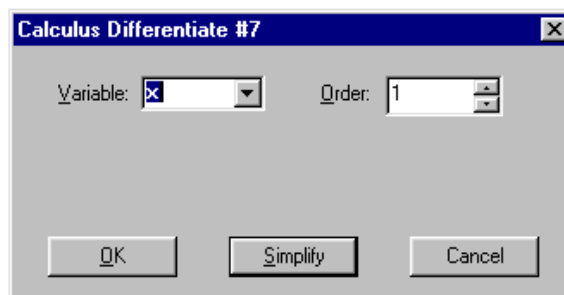 Calculus Differentiate #7
Variable: x Order: 1
OK Simplify Cancel